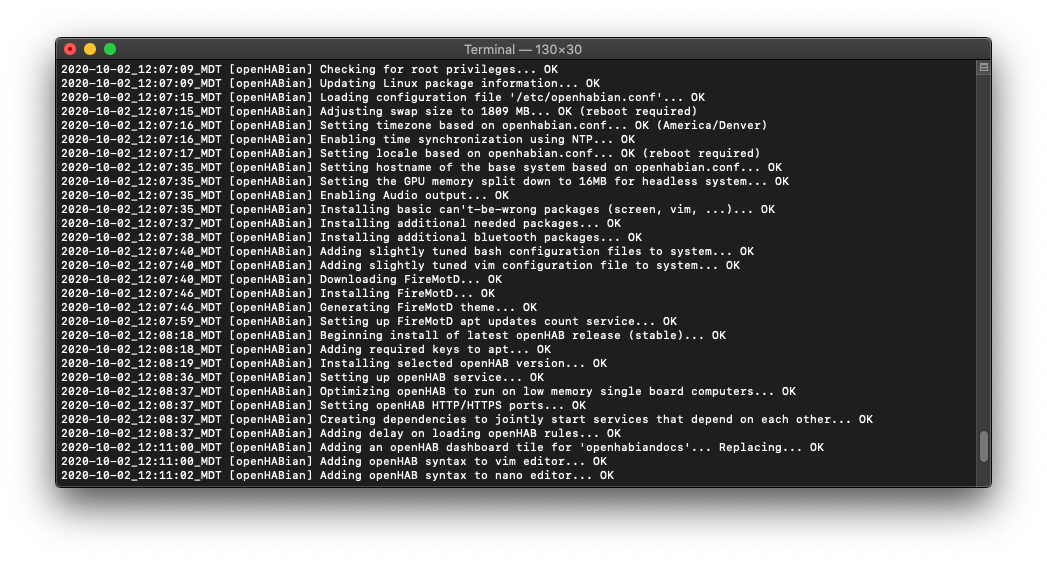 Terminal — 130×30
2020-10-02_12:07:09_MDT [openHABian] Checking for root privileges... OK
2020-10-02_12:07:09_MDT [openHABian] Updating Linux package information... OK
2020-10-02_12:07:15_MDT [openHABian] Loading configuration file '/etc/openhabian.conf'... OK
2020-10-02_12:07:15_MDT [openHABian] Adjusting swap size to 1809 MB... OK (reboot required)
2020-10-02_12:07:16_MDT [openHABian] Setting timezone based on openhabian.conf... OK (America/Denver)
2020-10-02_12:07:16_MDT [openHABian] Enabling time synchronization using NTP... OK
2020-10-02_12:07:17_MDT [openHABian] Setting locale based on openhabian.conf... OK (reboot required)
2020-10-02_12:07:35_MDT [openHABian] Setting hostname of the base system based on openhabian.conf... OK
2020-10-02_12:07:35_MDT [openHABian] Setting the GPU memory split down to 16MB for headless system... OK
2020-10-02_12:07:35_MDT [openHABian] Enabling Audio output... OK
2020-10-02_12:07:35_MDT [openHABian] Installing basic can't-be-wrong packages (screen, vim, ...)... OK
2020-10-02_12:07:37_MDT [openHABian] Installing additional needed packages... OK
2020-10-02_12:07:38_MDT [openHABian] Installing additional bluetooth packages... OK
2020-10-02_12:07:40_MDT [openHABian] Adding slightly tuned bash configuration files to system... OK
2020-10-02_12:07:40_MDT [openHABian] Adding slightly tuned vim configuration file to system... OK
2020-10-02_12:07:40_MDT [openHABian] Downloading FireMotD... OK
2020-10-02_12:07:46_MDT [openHABian] Installing FireMotD... OK
2020-10-02_12:07:46_MDT [openHABian] Generating FireMotD theme... OK
2020-10-02_12:07:59_MDT [openHABian] Setting up FireMotD apt updates count service... OK
2020-10-02_12:08:18_MDT [openHABian] Beginning install of latest openHAB release (stable)... OK
2020-10-02_12:08:18_MDT [openHABian] Adding required keys to apt... OK
2020-10-02_12:08:19_MDT [openHABian] Installing selected openHAB version... OK
2020-10-02_12:08:36_MDT [openHABian] Setting up openHAB service... OK
2020-10-02_12:08:37_MDT [openHABian] Optimizing openHAB to run on low memory single board computers... OK
2020-10-02_12:08:37_MDT [openHABian] Setting openHAB HTTP/HTTPS ports... OK
2020-10-02_12:08:37_MDT [openHABian] Creating dependencies to jointly start services that depend on each other... OK
2020-10-02_12:08:37_MDT [openHABian] Adding delay on loading openHAB rules... OK
2020-10-02_12:11:00_MDT [openHABian] Adding an openHAB dashboard tile for 'openhabiandocs'... Replacing... OK
2020-10-02_12:11:00_MDT [openHABian] Adding openHAB syntax to vim editor... OK
2020-10-02_12:11:02_MDT [openHABian] Adding openHAB syntax to nano editor... OK